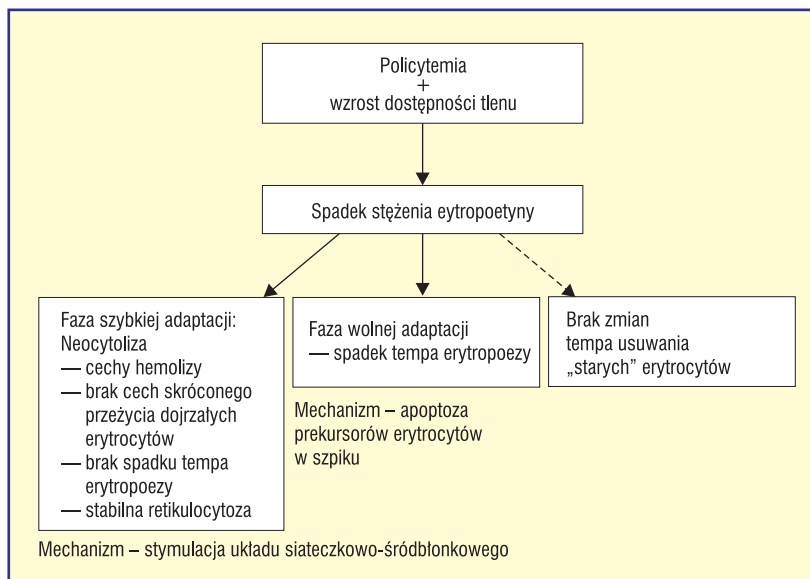 Policytemia
+
wzrost dostępności tlenu
Spadek stężenia eytropoetyny
Faza szybkiej adaptacji:
Neocytoliza
— cechy hemolizy
— brak cech skróconego
przeżycia dojrzałych
erytrocytów
— brak spadku tempa
erytropoezy
— stabilna retikulocytoza
Mechanizm – stymulacja układu siateczkowo-śródbłonkowego
Faza wolnej adaptacji
— spadek tempa erytropoezy
Mechanizm – apoptoza
prekursorów erytrocytów
w szpiku
Brak zmian
tempa usuwania
„starych” erytrocytów